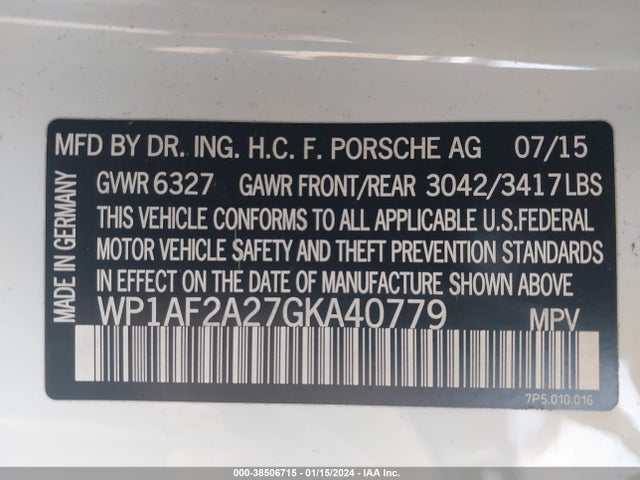 MFD BY DR. ING. H.C. F. PORSCHE AG 07/15
GVWR 6327 GAWR FRONT/REAR 3042/3417 LBS
THIS VEHICLE CONFORMS TO ALL APPLICABLE U.S.FEDERAL
MOTOR VEHICLE SAFETY AND THEFT PREVENTION STANDARDS
IN EFFECT ON THE DATE OF MANUFACTURE SHOWN ABOVE
WP1AF2A27GKA40779 MPV
MADE IN GERMANY
7P5.010.016
000-38506715 - 01/15/2024 - IAA Inc.